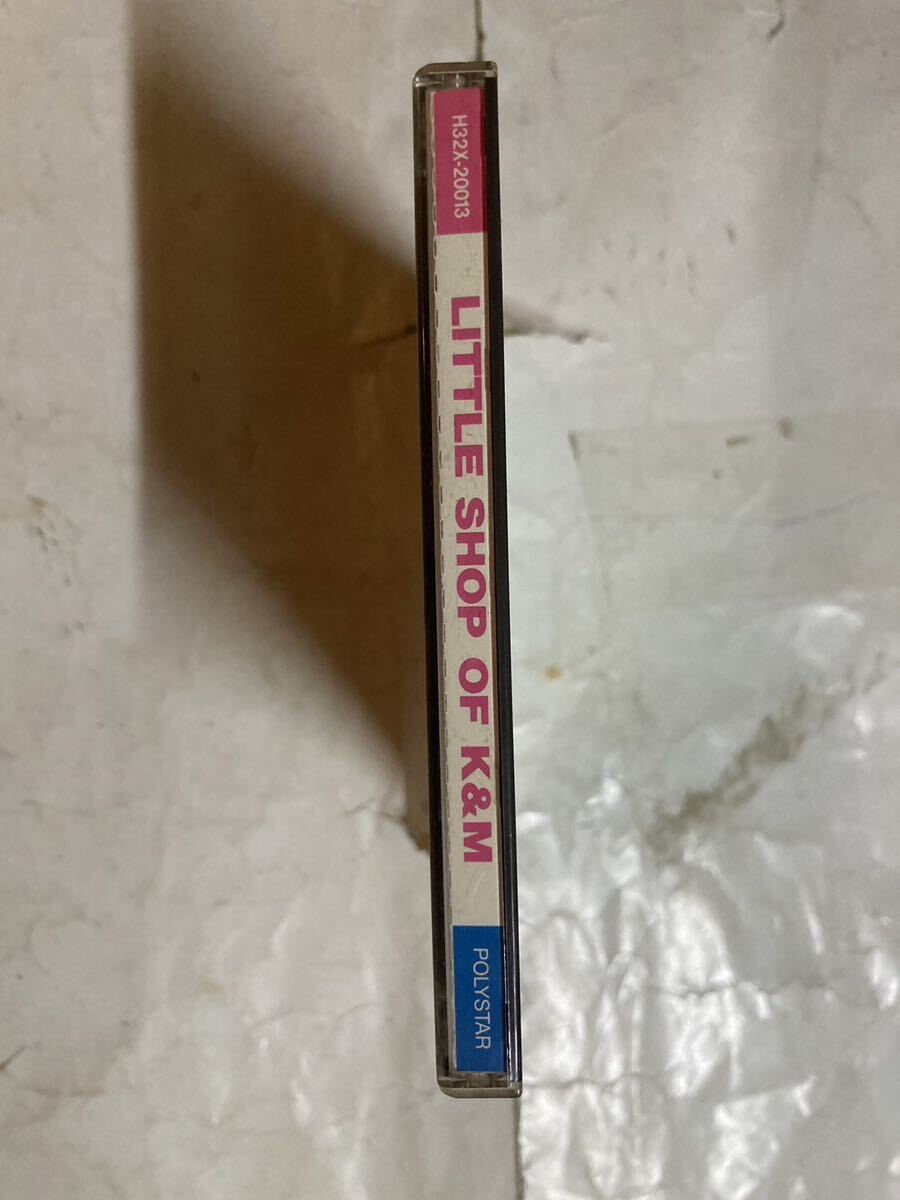 H32X-20013
LITTLE SHOP OF K&M
POLYSTAR